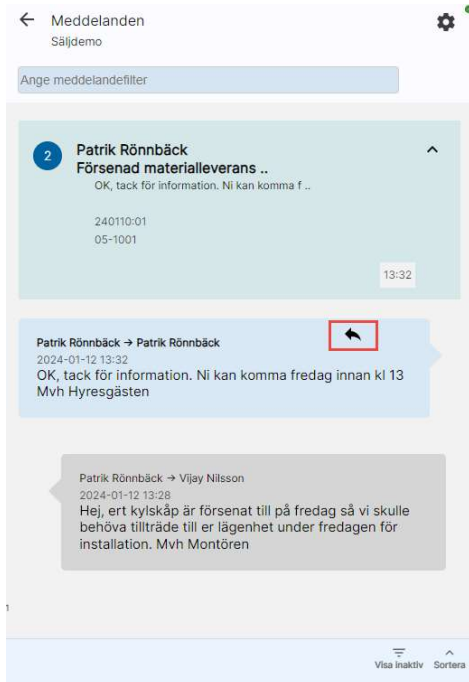 Meddelanden
Säljdemo
Ange meddelandefilter
2
Patrik Rönnbäck
Försenad materialleverans ..
OK, tack för information. Ni kan komma f ..
240110:01
05-1001
13:32
Patrik Rönnbäck → Patrik Rönnbäck
2024-01-12 13:32
OK, tack för information. Ni kan komma fredag innan kl 13
Mvh Hyresgästen
Patrik Rönnbäck → Vijay Nilsson
2024-01-12 13:28
Hej, ert kylskåp är försenat till på fredag så vi skulle
behöva tillträde till er lägenhet under fredagen för
installation. Mvh Montören
1
Visa inaktiv Sortera